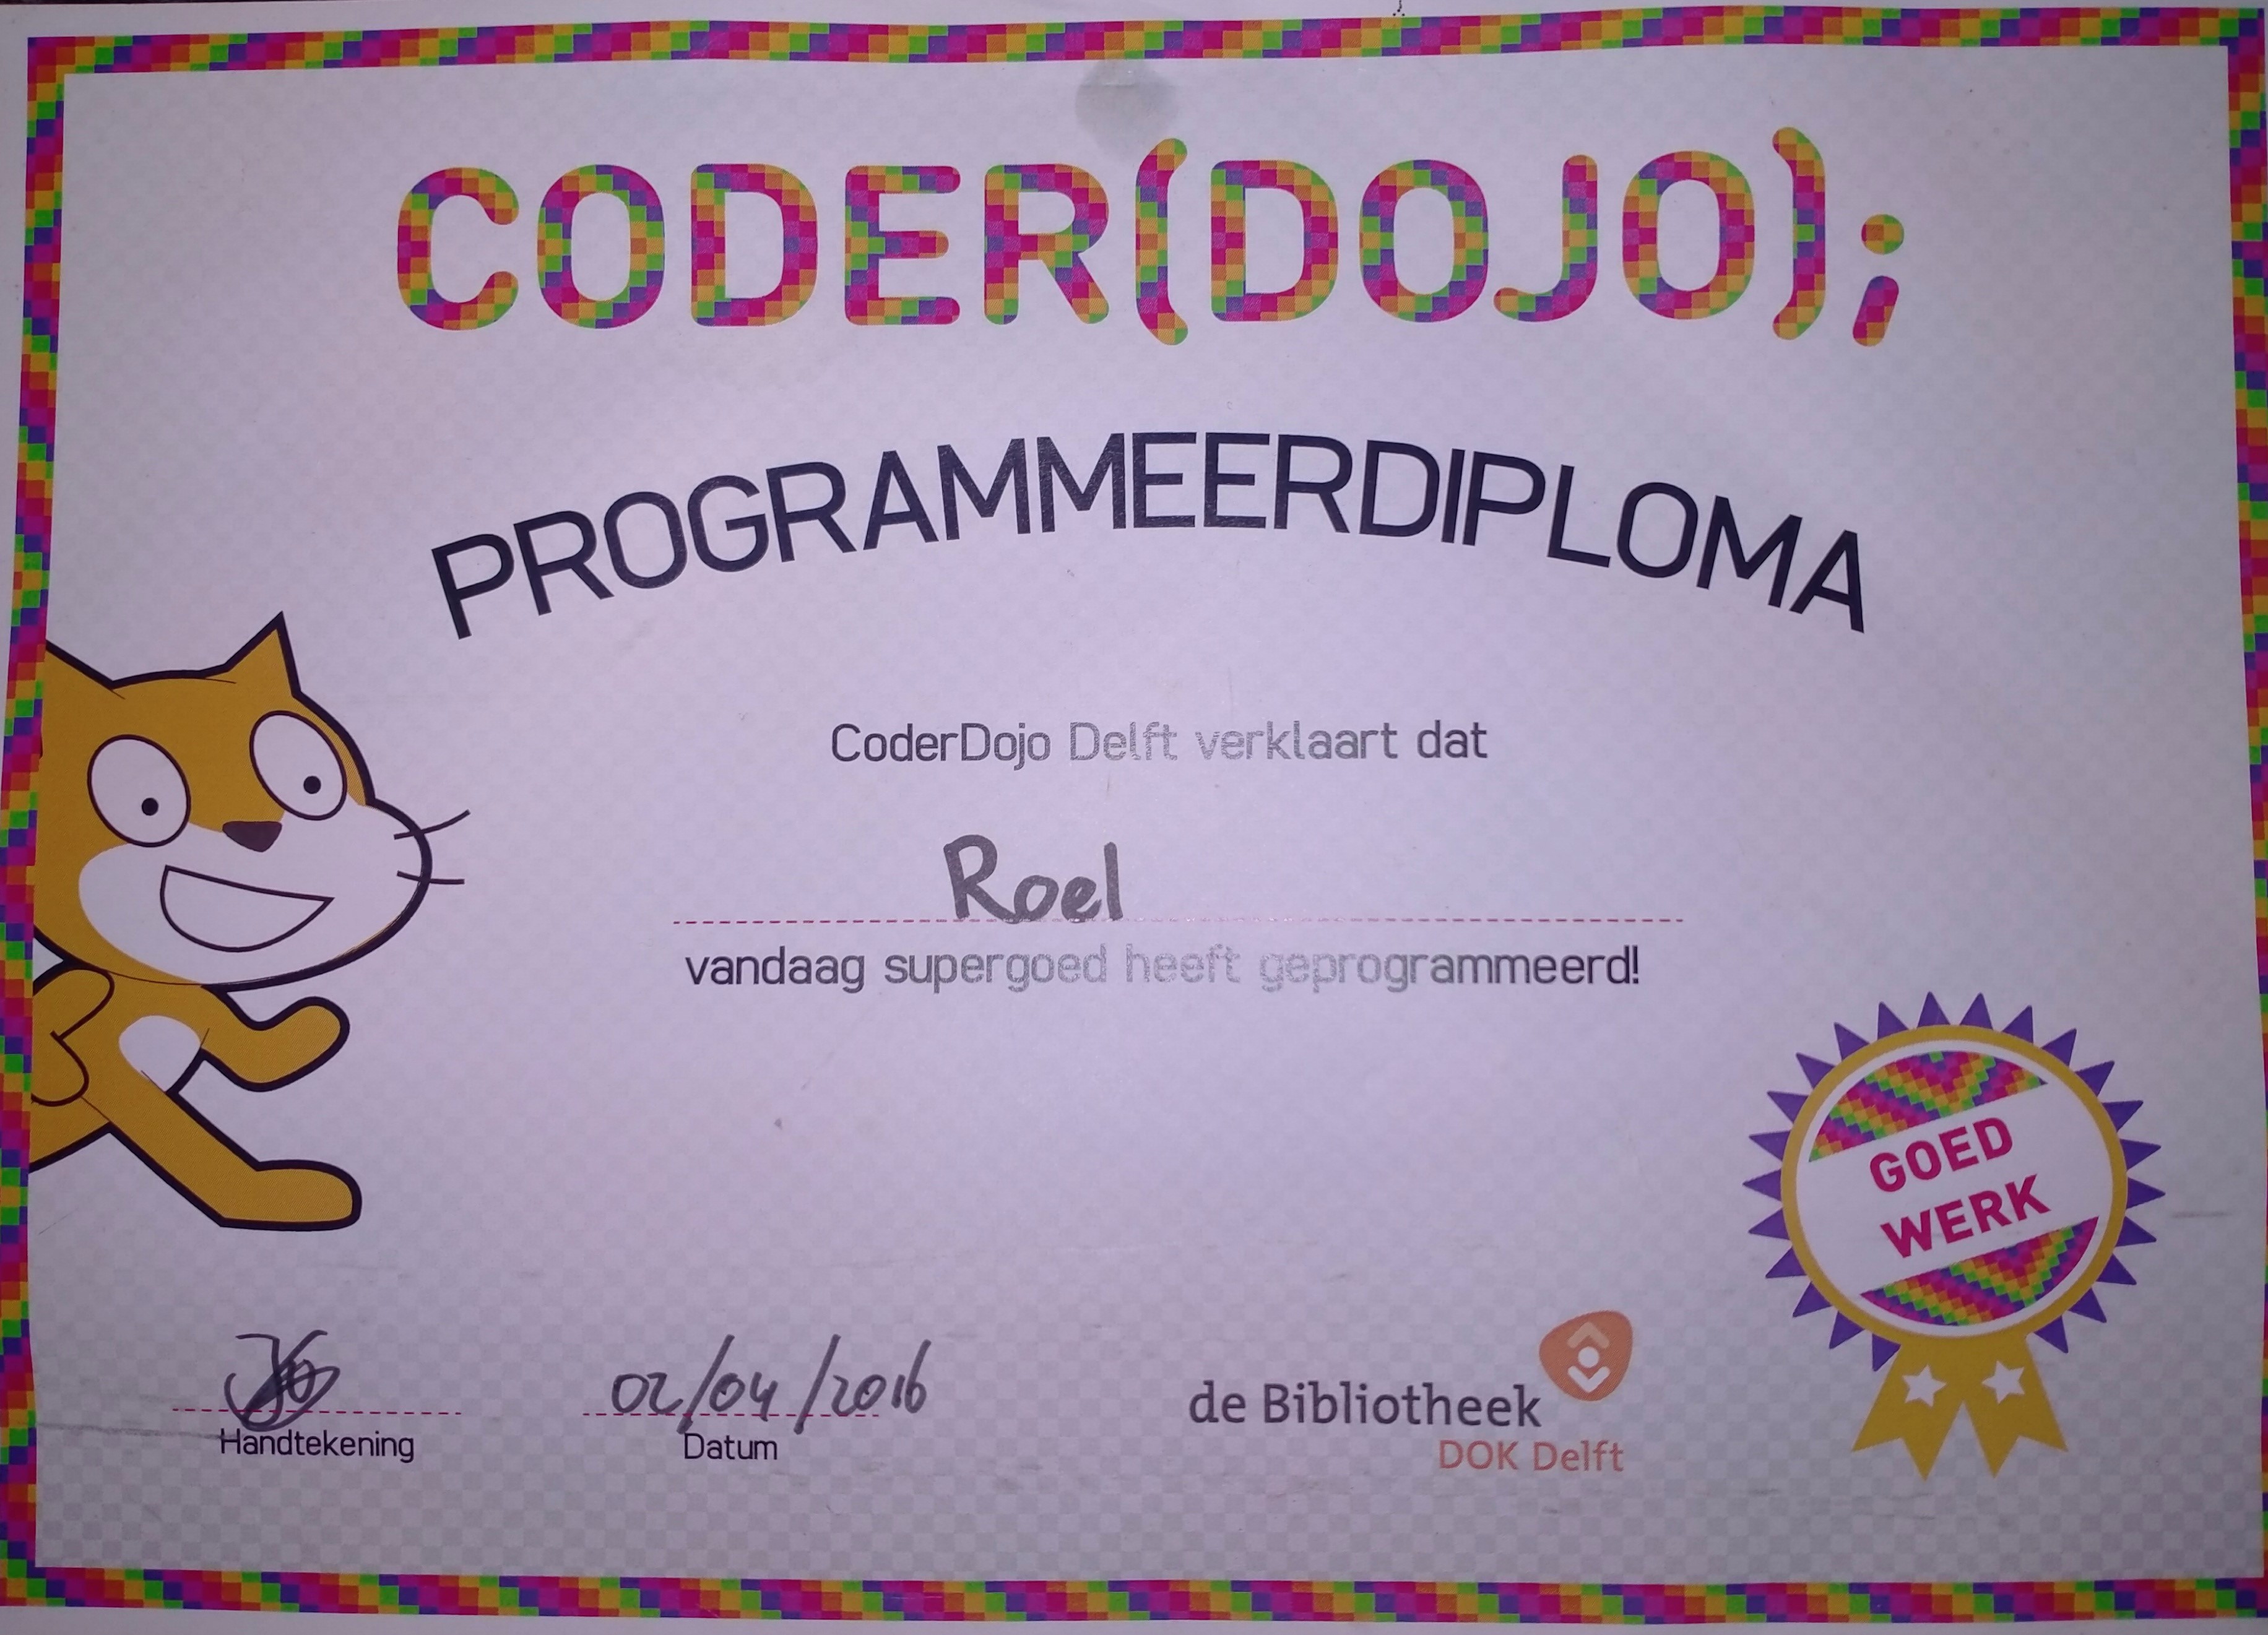 CODER(DOJO);
PROGRAMMEERDIPLOMA
CoderDojo Delft verklaart dat
Roel
vandaag supergoed heeft geprogrammeerd!
GOED
WERK
02/04/2016
Handtekening
Datum
de Bibliotheek
DOK Delft